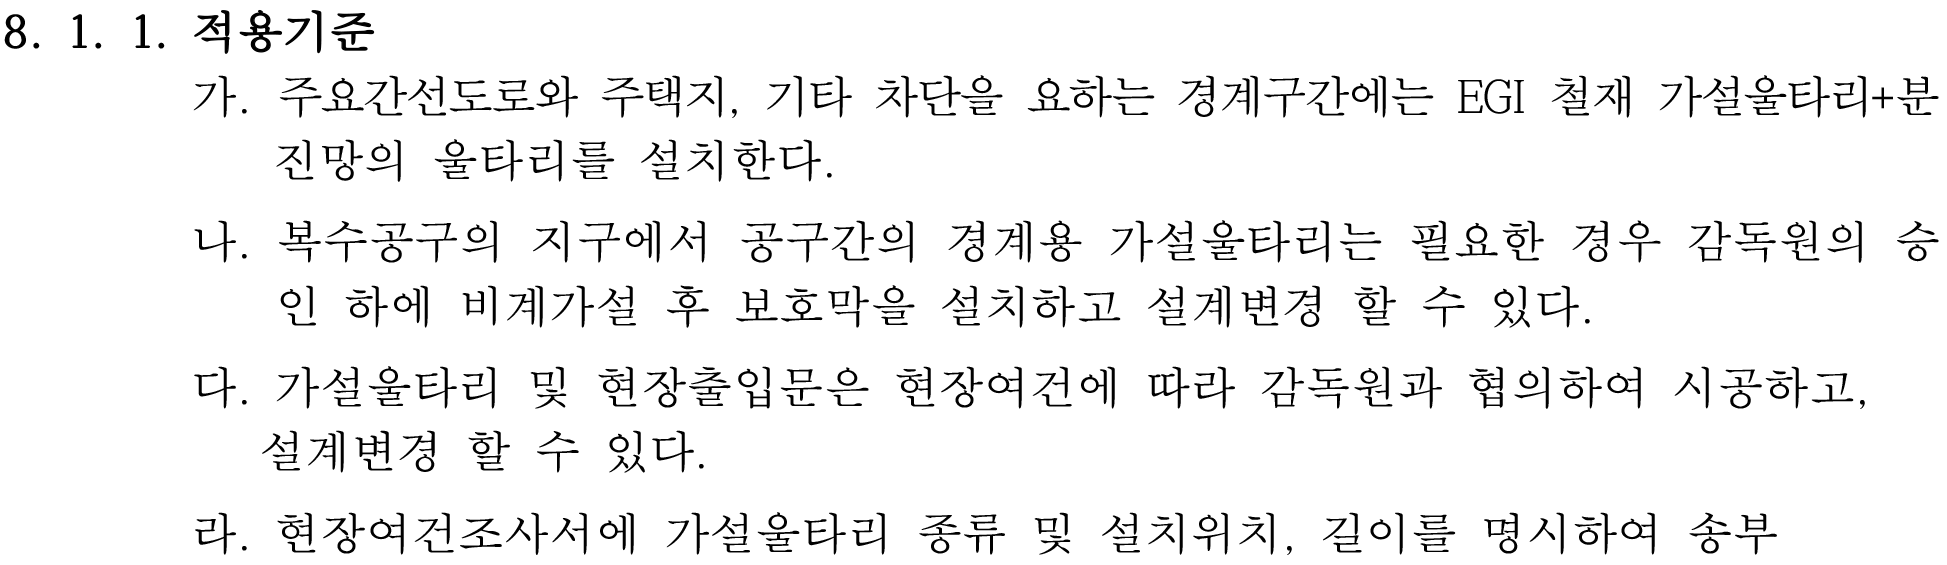 8. 1. 1. 적용기준
가. 주요간선도로와 주택지, 기타 차단을 요하는 경계구간에는 EGI 철재 가설울타리+분
진망의 울타리를 설치한다.
나. 복수공구의 지구에서 공구간의 경계용 가설울타리는 필요한 경우 감독원의 승
인 하에 비계가설 후 보호막을 설치하고 설계변경 할 수 있다.
다. 가설울타리 및 현장출입문은 현장여건에 따라 감독원과 협의하여 시공하고,
설계변경 할 수 있다.
라. 현장여건조사서에 가설울타리 종류 및 설치위치, 길이를 명시하여 송부